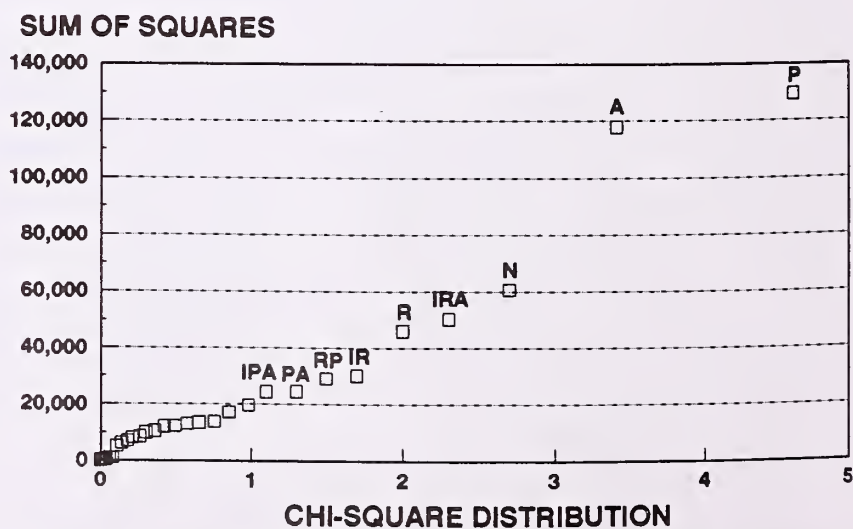 SUM OF SQUARES
140,000
P
A
120,000
100,000
80,000
N
60,000
IRA
R
40,000
RP IR
IPA PA
20,000
0
0 1 2 3 4 5
CHI-SQUARE DISTRIBUTION